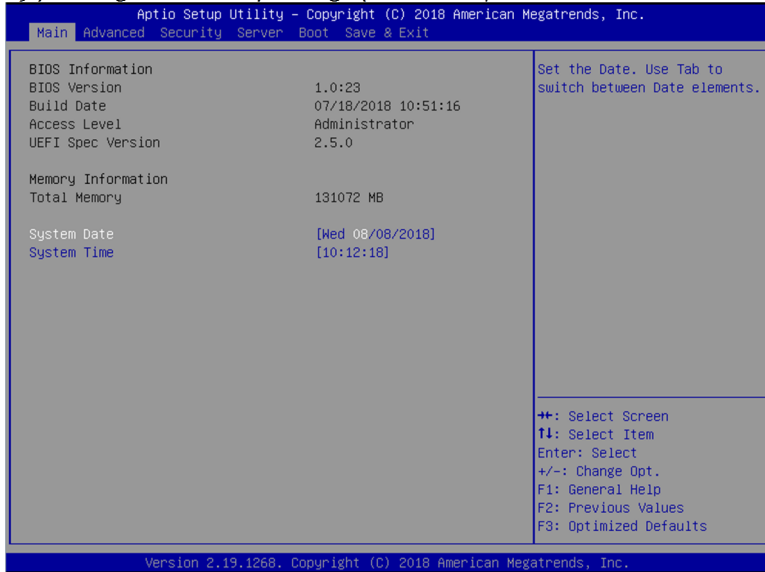 Aptio Setup Utility – Copyright (C) 2018 American Megatrends, Inc.
Main Advanced Security Server Boot Save & Exit
BIOS Information
BIOS Version 1.0:23
Build Date 07/18/2018 10:51:16
Access Level Administrator
UEFI Spec Version 2.5.0
Memory Information
Total Memory 131072 MB
System Date [Wed 08/08/2018]
System Time [10:12:18]
Set the Date. Use Tab to
switch between Date elements.
→←: Select Screen
↑↓: Select Item
Enter: Select
+/-: Change Opt.
F1: General Help
F2: Previous Values
F3: Optimized Defaults
Version 2.19.1268. Copyright (C) 2018 American Megatrends, Inc.